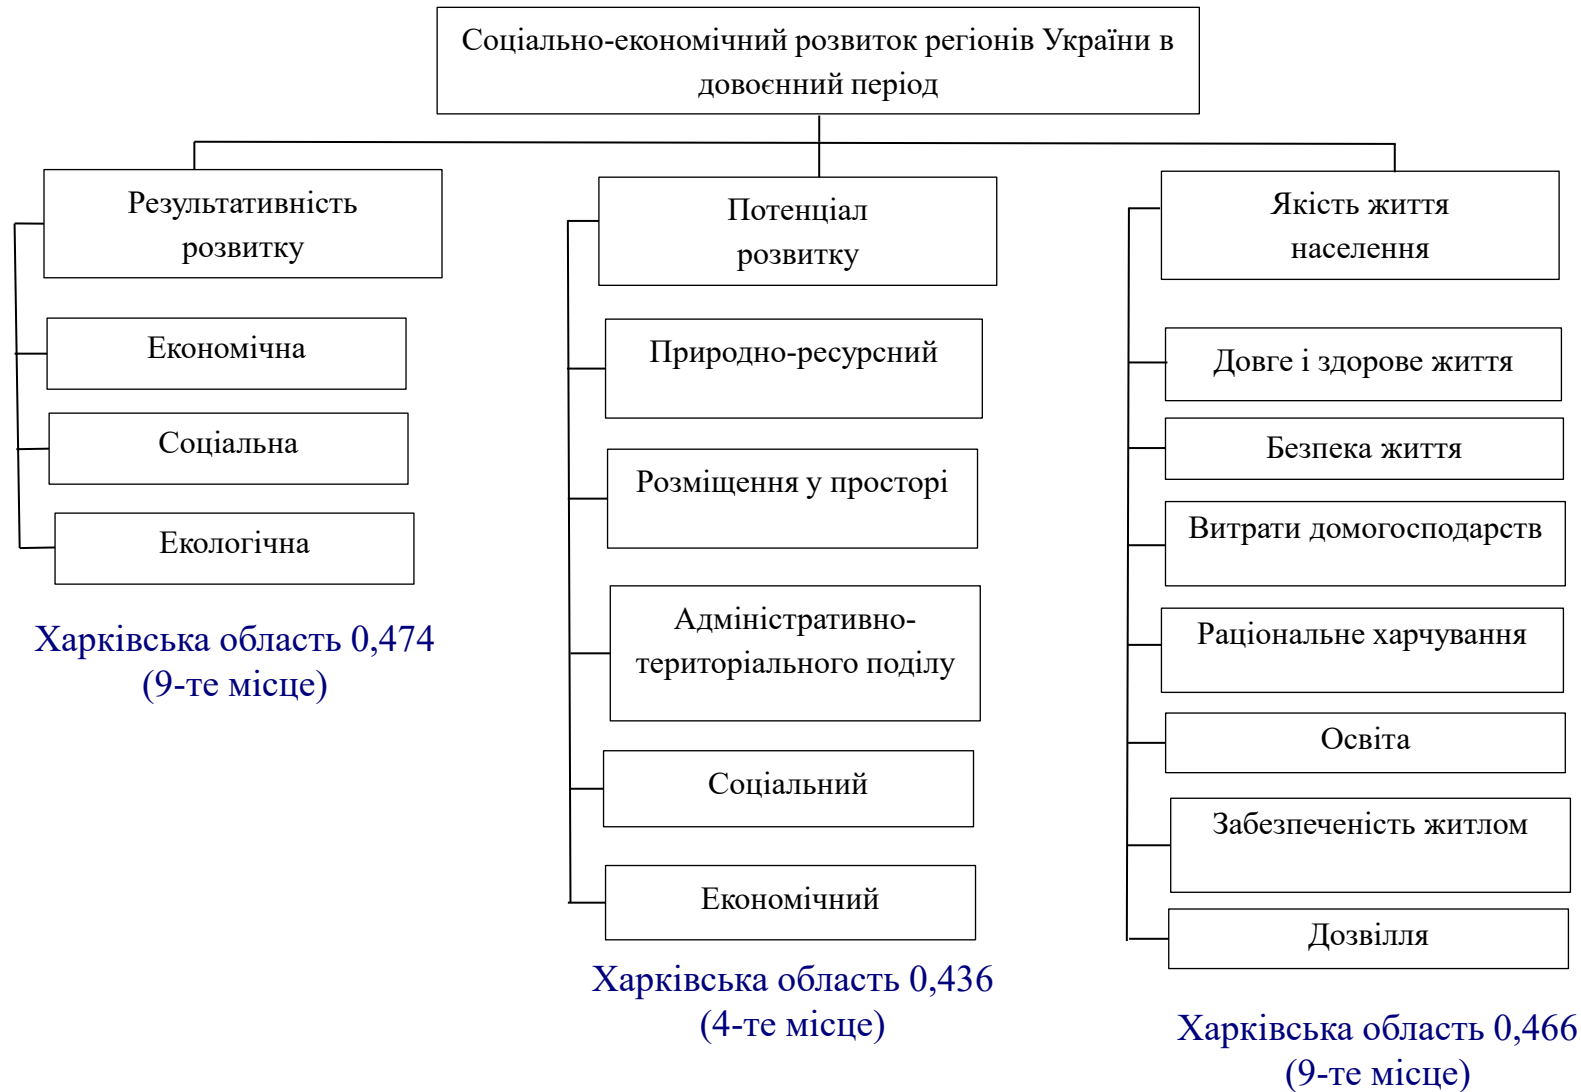 Соціально-економічний розвиток регіонів України в
довоєнний період
Результативність
розвитку
Економічна
Соціальна
Екологічна
Харківська область 0,474
(9-те місце)
Потенціал
розвитку
Природно-ресурсний
Розміщення у просторі
Адміністративно-
територіального поділу
Соціальний
Економічний
Харківська область 0,436
(4-те місце)
Якість життя
населення
Довге і здорове життя
Безпека життя
Витрати домогосподарств
Раціональне харчування
Освіта
Забезпеченість житлом
Дозвілля
Харківська область 0,466
(9-те місце)